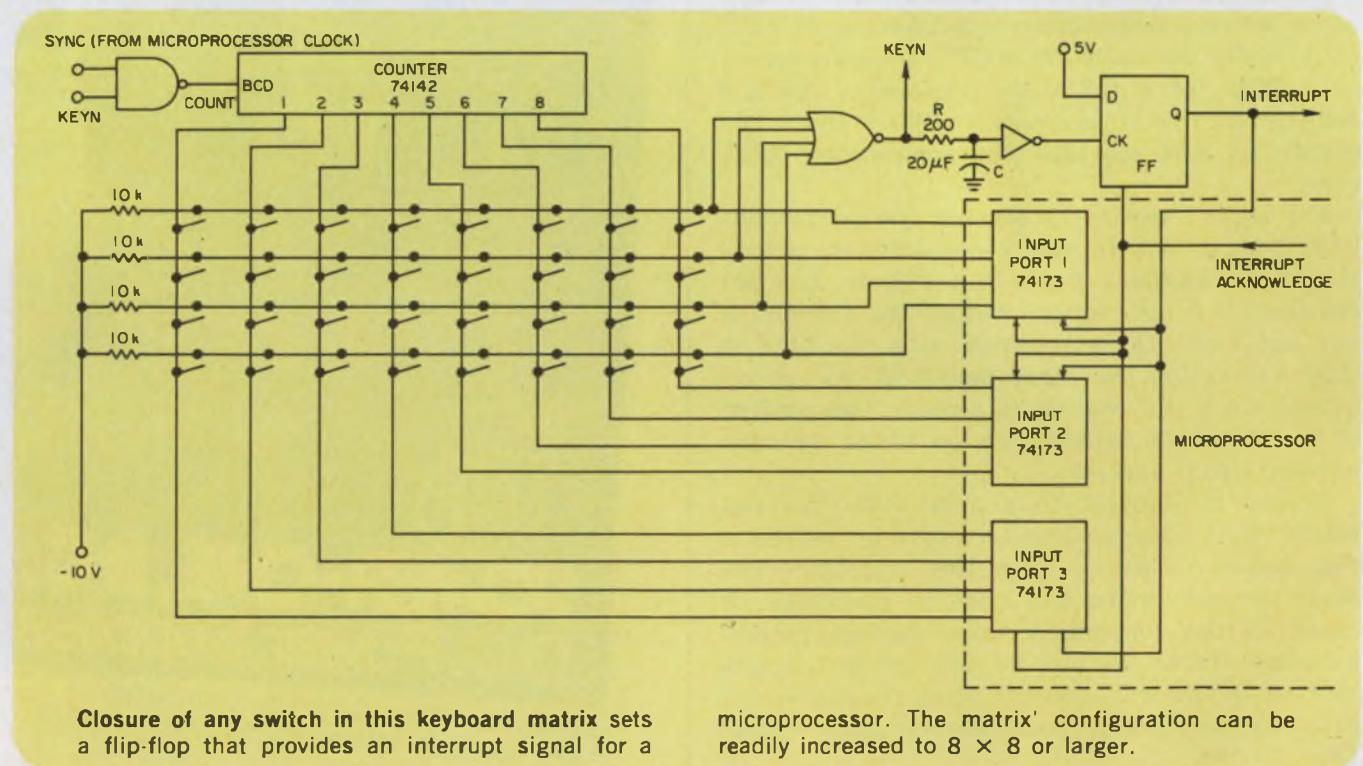 SYNC (FROM MICROPROCESSOR CLOCK)
KEYN
COUNT
BCD
COUNTER
74142
1 2 3 4 5 6 7 8
KEYN
R
200
20μF
C
5V
D
Q
CK
FF
INTERRUPT
10k
10k
10k
10k
-10V
INPUT
PORT 1
74173
INTERRUPT
ACKNOWLEDGE
INPUT
PORT 2
74173
MICROPROCESSOR
INPUT
PORT 3
74173
Closure of any switch in this keyboard matrix sets
a flip-flop that provides an interrupt signal for a
microprocessor. The matrix' configuration can be
readily increased to 8 × 8 or larger.